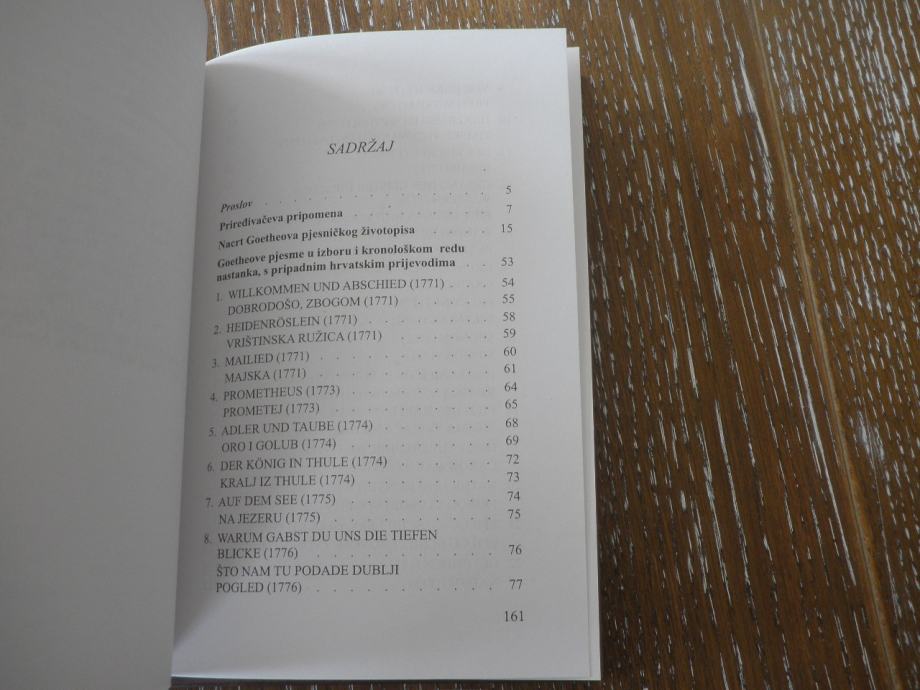 SADRŽAJ
Proslov . . . . . . . . . . . . . . 5
Priređivačeva pripomena . . . . . . . . 7
Nacrt Goetheova pjesničkog životopisa . . . . . 15
Goetheove pjesme u izboru i kronološkom redu
nastanka, s pripadnim hrvatskim prijevodima . . 53
1. WILLKOMMEN UND ABSCHIED (1771) . . . 54
DOBRODOŠO, ZBOGOM (1771) . . . . . . 55
2. HEIDENRÖSLEIN (1771) . . . . . . . . 58
VRIŠTINSKA RUŽICA (1771) . . . . . . . 59
3. MAILIED (1771) . . . . . . . . . . 60
MAJSKA (1771) . . . . . . . . . . 61
4. PROMETHEUS (1773) . . . . . . . . 64
PROMETEJ (1773) . . . . . . . . . 65
5. ADLER UND TAUBE (1774) . . . . . . . 68
ORO I GOLUB (1774) . . . . . . . . 69
6. DER KÖNIG IN THULE (1774) . . . . . . 72
KRALJ IZ THULE (1774) . . . . . . . 73
7. AUF DEM SEE (1775) . . . . . . . . 74
NA JEZERU (1775) . . . . . . . . . 75
8. WARUM GABST DU UNS DIE TIEFEN
BLICKE (1776) . . . . . . . . . . 76
ŠTO NAM TU PODADE DUBLJI
POGLED (1776) . . . . . . . . . . 77
161